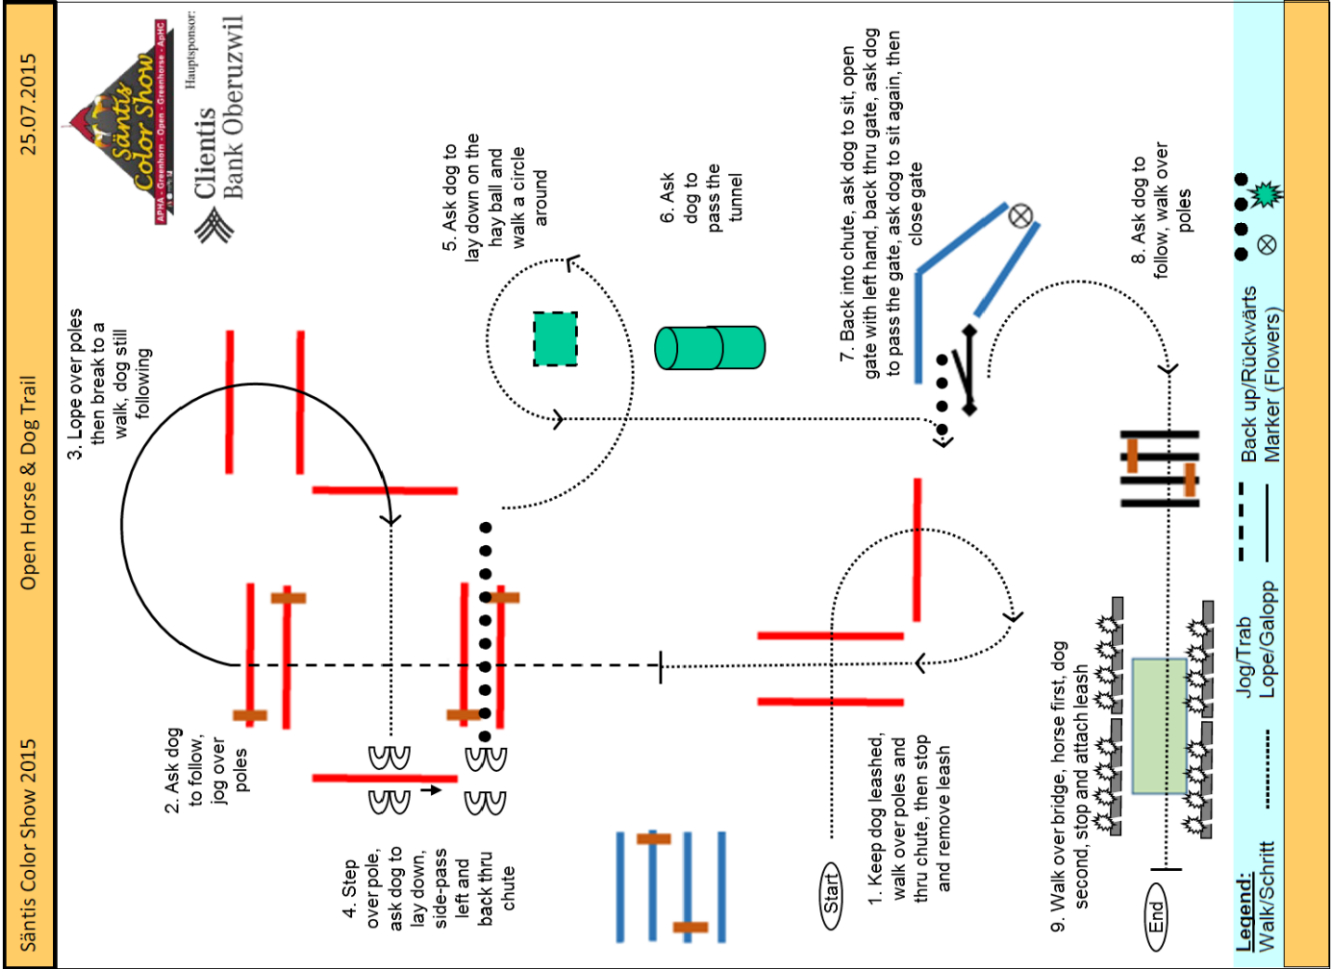 Säntis Color Show 2015
Open Horse & Dog Trail
25.07.2015
Säntis
Color Show
APHA - Greenhorn - Open - Greenhorse - ApHC
Hauptsponsor:
Clientis
Bank Oberuzwil
3. Lope over poles
then break to a
walk, dog still
following
2. Ask dog
to follow,
jog over
poles
4. Step
over pole,
ask dog to
lay down,
side-pass
left and
back thru
chute
5. Ask dog to
lay down on the
hay ball and
walk a circle
around
6. Ask
dog to
pass the
tunnel
7. Back into chute, ask dog to sit, open
gate with left hand, back thru gate, ask dog
to pass the gate, ask dog to sit again, then
close gate
Start
1. Keep dog leashed,
walk over poles and
thru chute, then stop
and remove leash
8. Ask dog to
follow, walk over
poles
9. Walk over bridge, horse first, dog
second, stop and attach leash
End
Legend:
Walk/Schritt
Jog/Trab
Lope/Galopp
Back up/Rückwärts
Marker (Flowers)